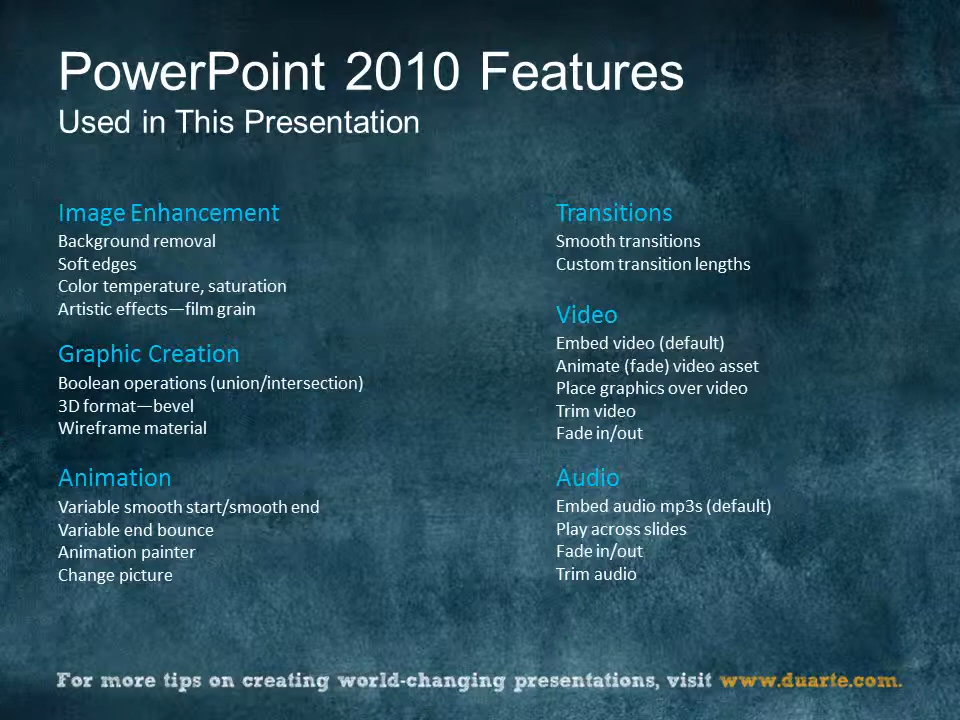 PowerPoint 2010 Features
Used in This Presentation
Image Enhancement
Background removal
Soft edges
Color temperature, saturation
Artistic effects—film grain
Graphic Creation
Boolean operations (union/intersection)
3D format—bevel
Wireframe material
Animation
Variable smooth start/smooth end
Variable end bounce
Animation painter
Change picture
Transitions
Smooth transitions
Custom transition lengths
Video
Embed video (default)
Animate (fade) video asset
Place graphics over video
Trim video
Fade in/out
Audio
Embed audio mp3s (default)
Play across slides
Fade in/out
Trim audio
For more tips on creating world-changing presentations, visit www.duarte.com.